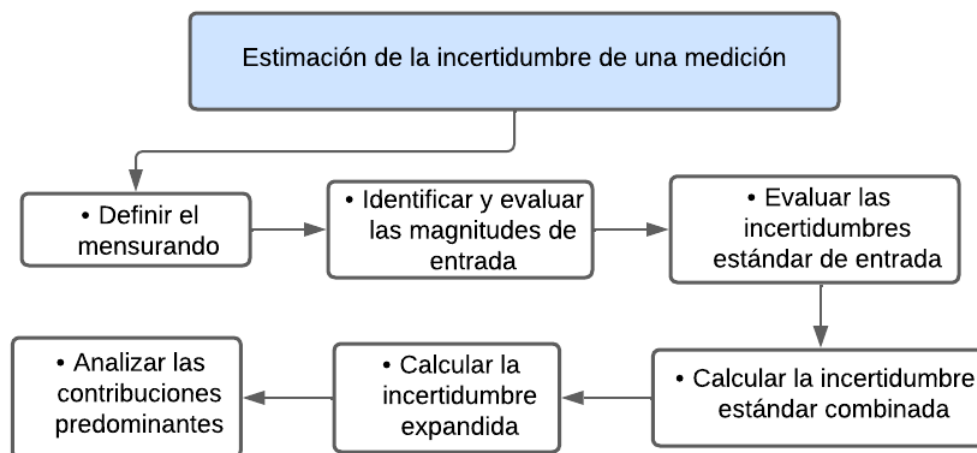 Estimación de la incertidumbre de una medición
• Definir el
mensurando
• Identificar y evaluar
las magnitudes de
entrada
• Evaluar las
incertidumbres
estándar de entrada
• Calcular la incertidumbre
estándar combinada
• Calcular la
incertidumbre
expandida
• Analizar las
contribuciones
predominantes